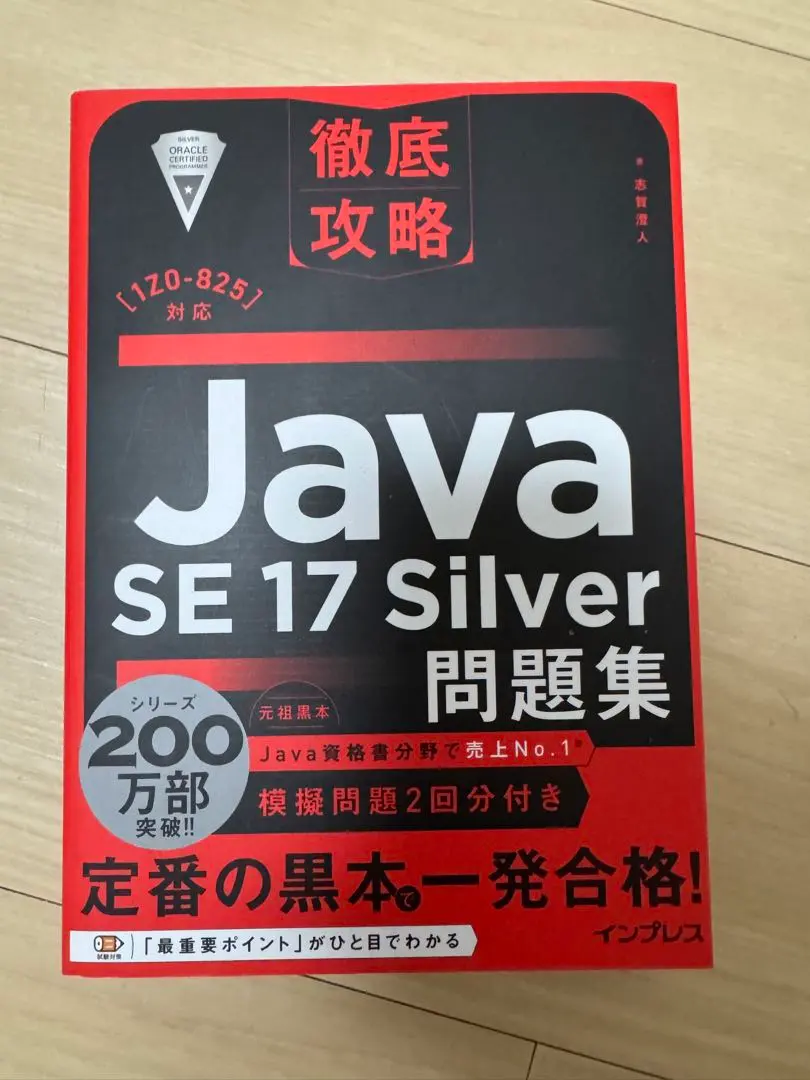 SILVER
ORACLE
CERTIFIED
PROGRAMMER
徹底
攻略
著 志賀澄人
[1Z0-825]
対応
Java
SE 17 Silver
問題集
シリーズ
200
万部
突破!!
元祖黒本
Java資格書分野で売上No.1※
模擬問題2回分付き
定番の黒本で一発合格!
試験対策
「最重要ポイント」がひと目でわかる
インプレス